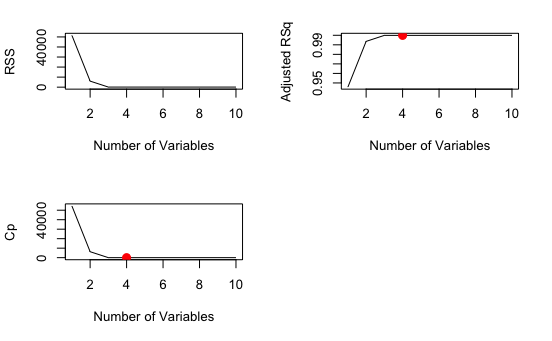 RSS
40000
0
2 4 6 8 10
Number of Variables
Adjusted RSq
0.99
0.95
2 4 6 8 10
Number of Variables
Cp
40000
0
2 4 6 8 10
Number of Variables